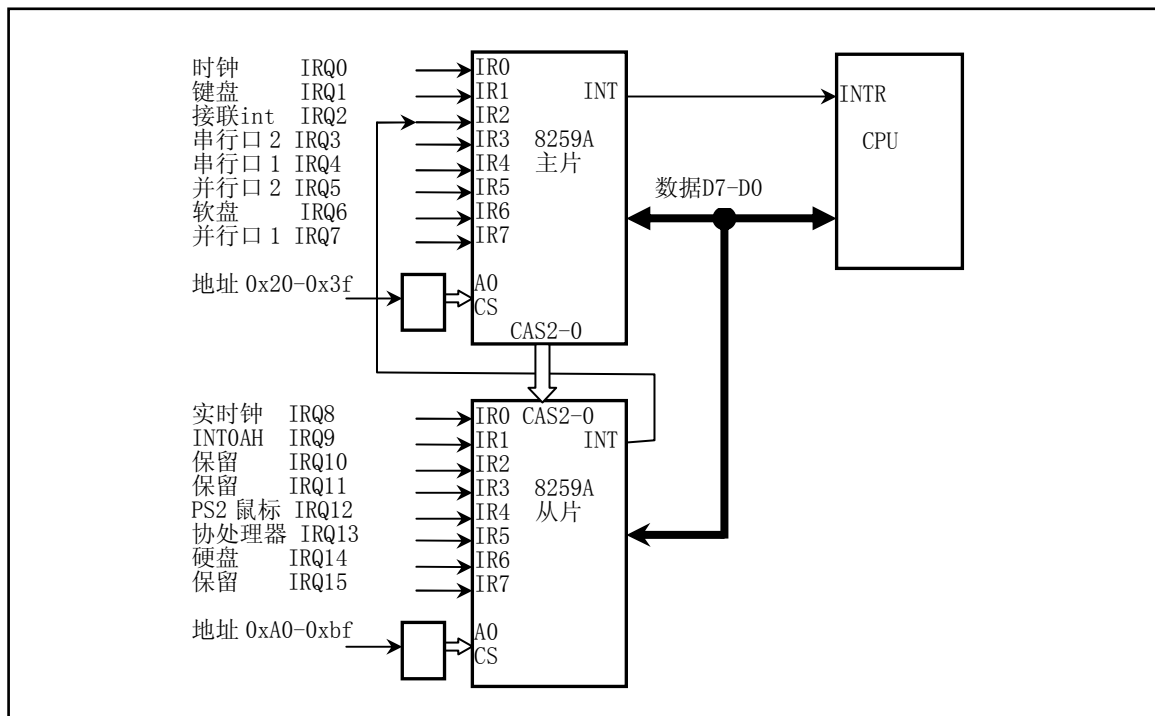 时钟 IRQ0
键盘 IRQ1
接联int IRQ2
串行口 2 IRQ3
串行口 1 IRQ4
并行口 2 IRQ5
软盘 IRQ6
并行口 1 IRQ7
地址 0x20-0x3f
IR0
IR1
IR2
IR3
IR4
IR5
IR6
IR7
A0
CS
INT
8259A
主片
CAS2-0
INTR
CPU
数据D7-D0
实时钟 IRQ8
INT0AH IRQ9
保留 IRQ10
保留 IRQ11
PS2 鼠标 IRQ12
协处理器 IRQ13
硬盘 IRQ14
保留 IRQ15
地址 0xA0-0xbf
IR0 CAS2-0
IR1
IR2
IR3
IR4
IR5
IR6
IR7
A0
CS
INT
8259A
从片